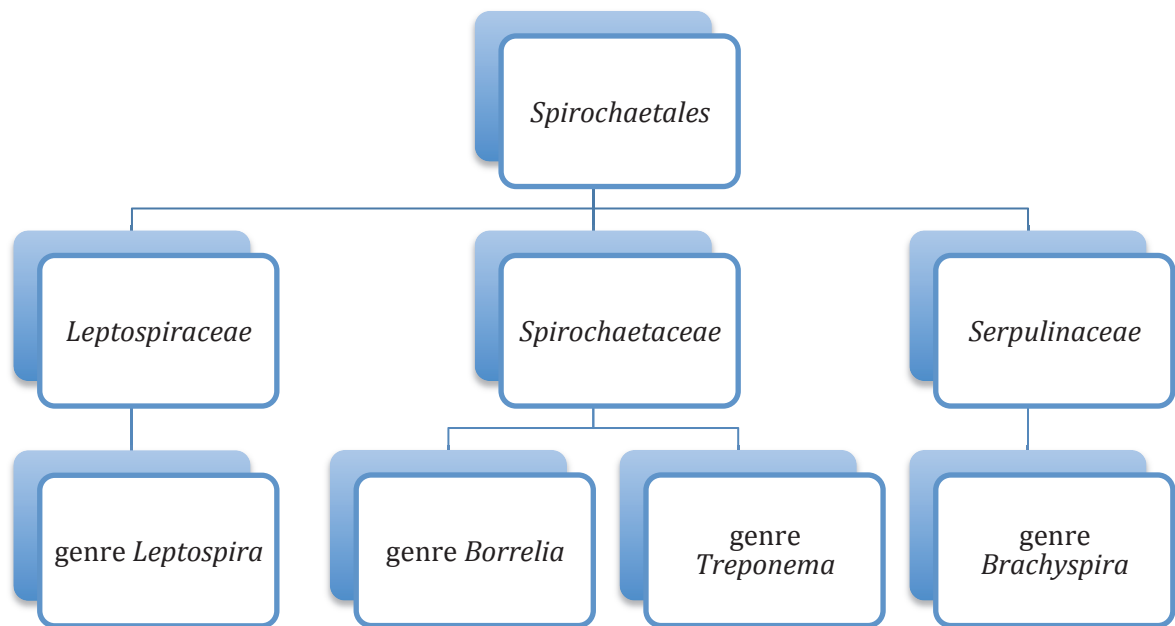 Spirochaetales
Leptospiraceae
Spirochaetaceae
Serpulinaceae
genre Leptospira
genre Borrelia
genre
Treponema
genre
Brachyspira